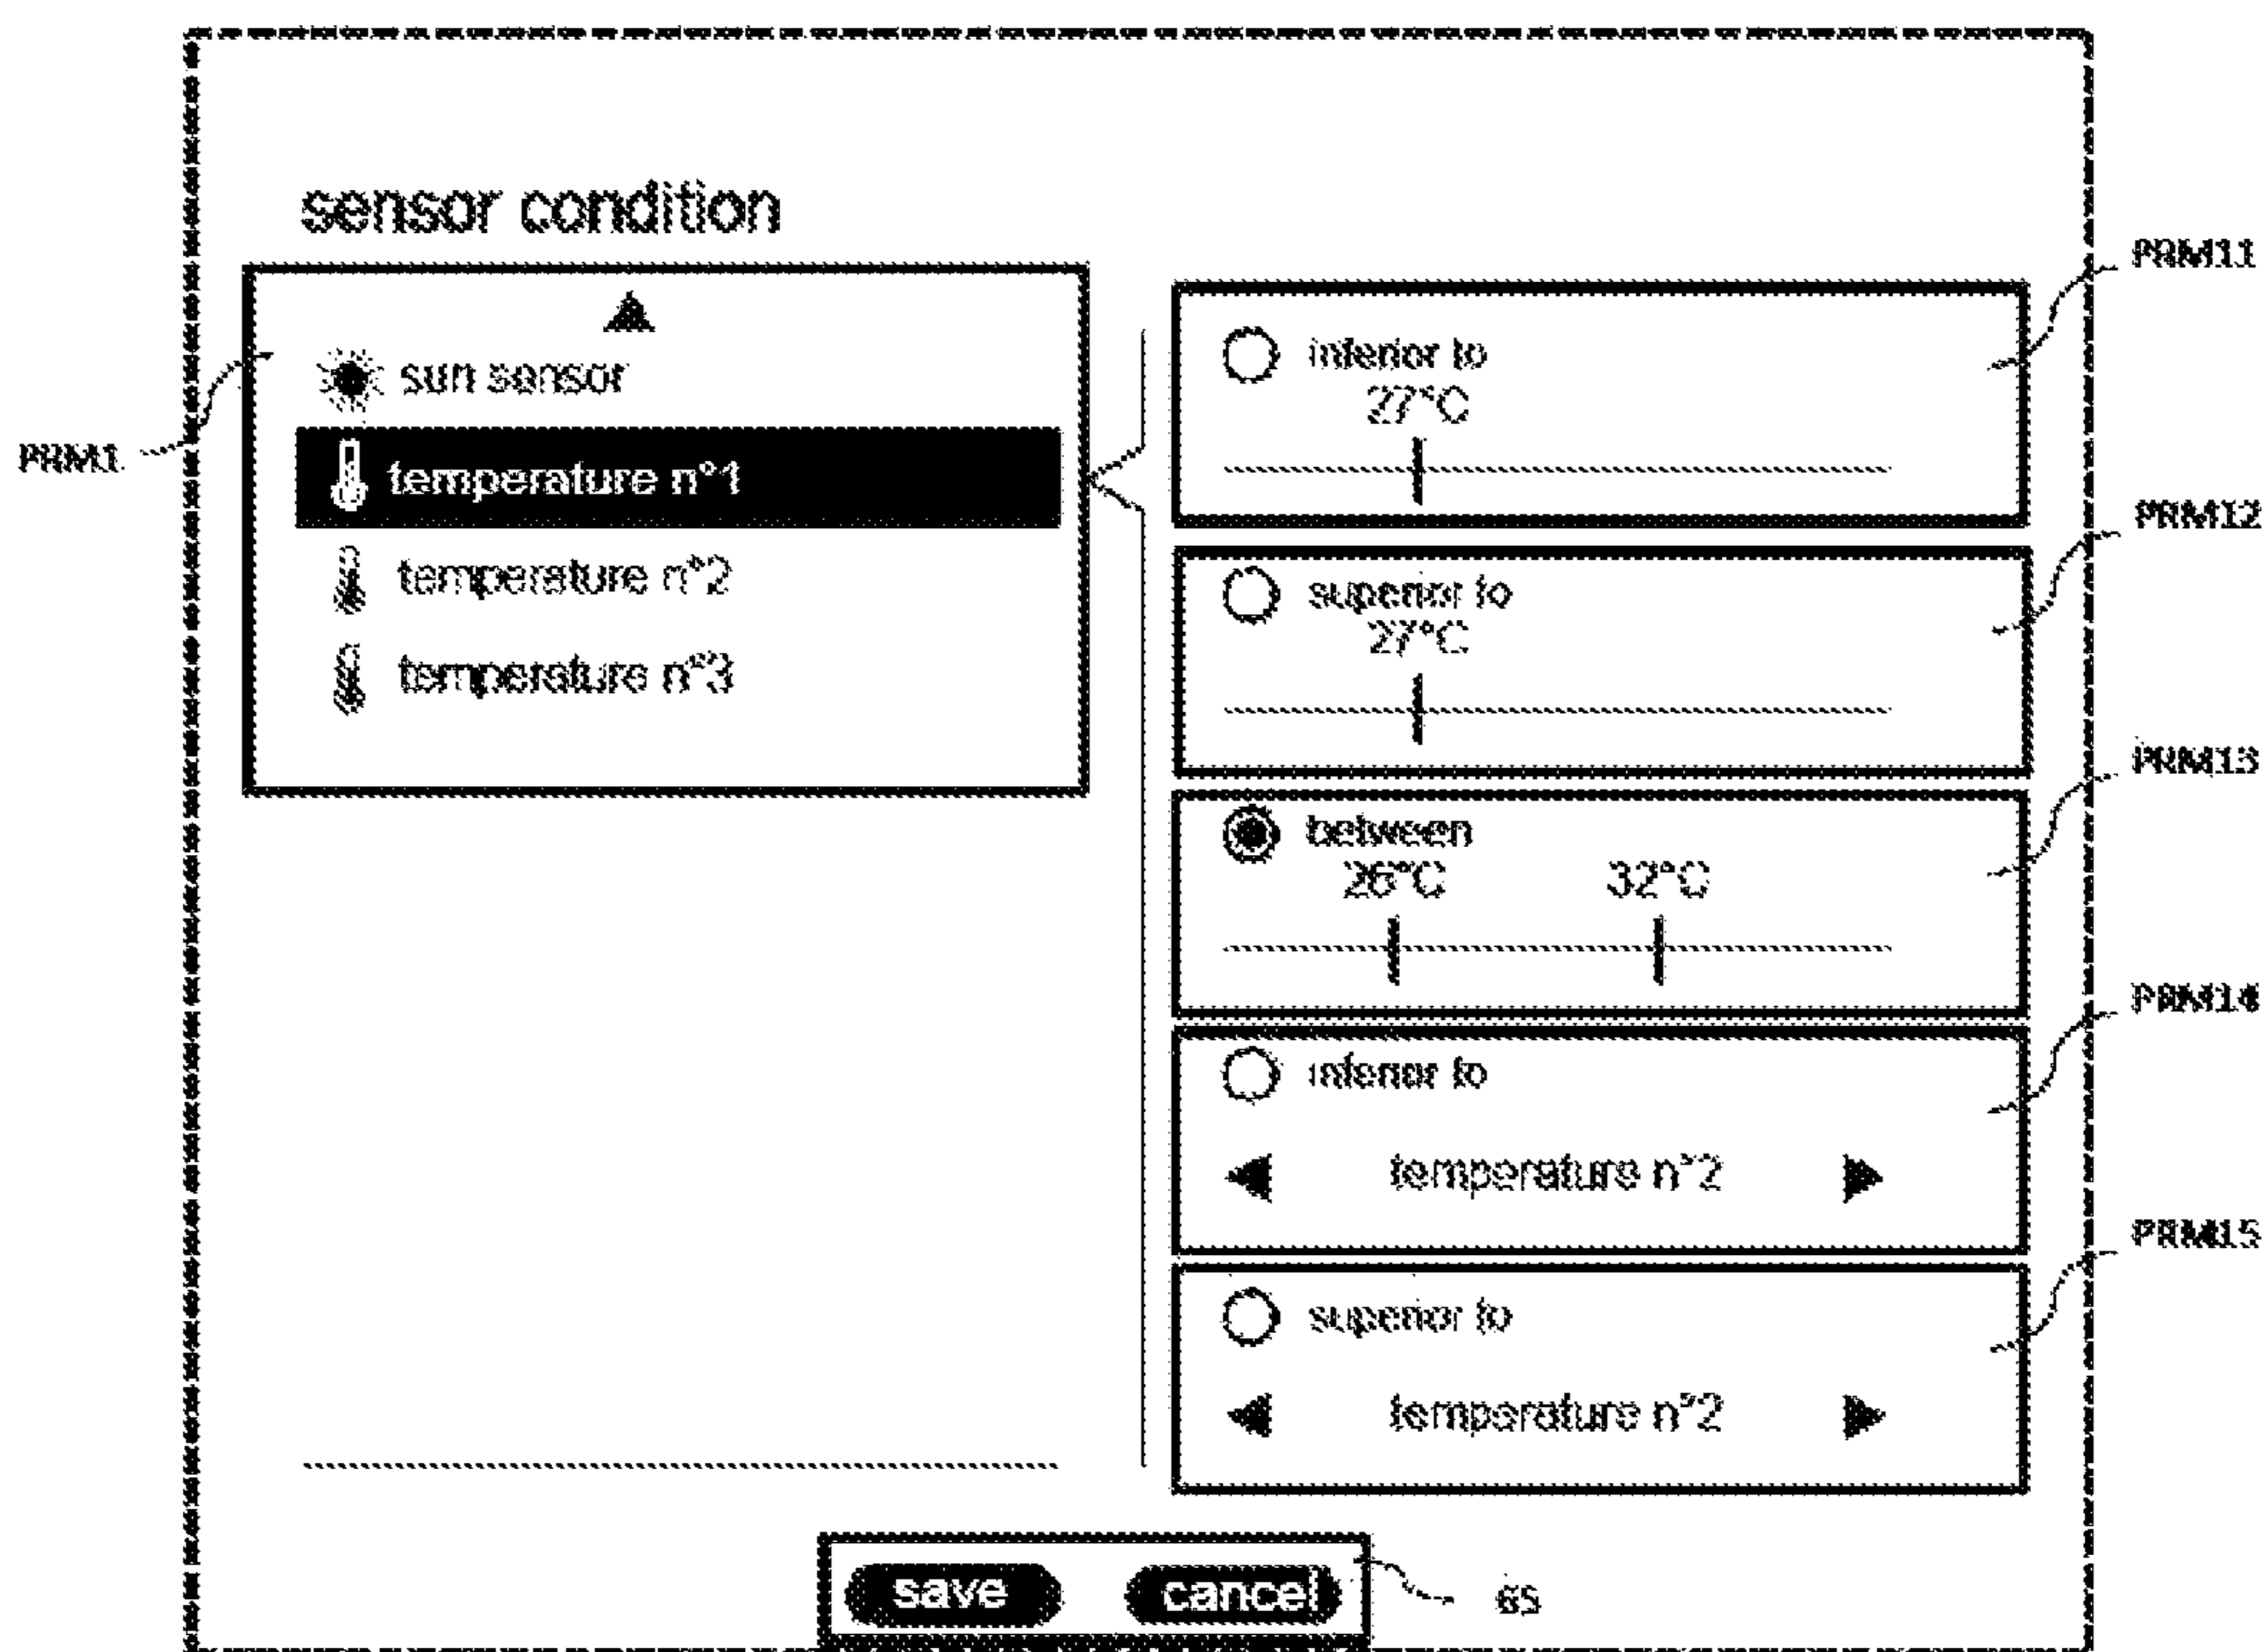 sensor condition
PRM11
inferior to
27°C
sun sensor
PRM1
temperature n°1
PRM12
temperature n°2
superior to
27°C
temperature n°3
PRM13
between
26°C 32°C
PRM14
inferior to
temperature n°2
PRM15
superior to
temperature n°2
save cancel